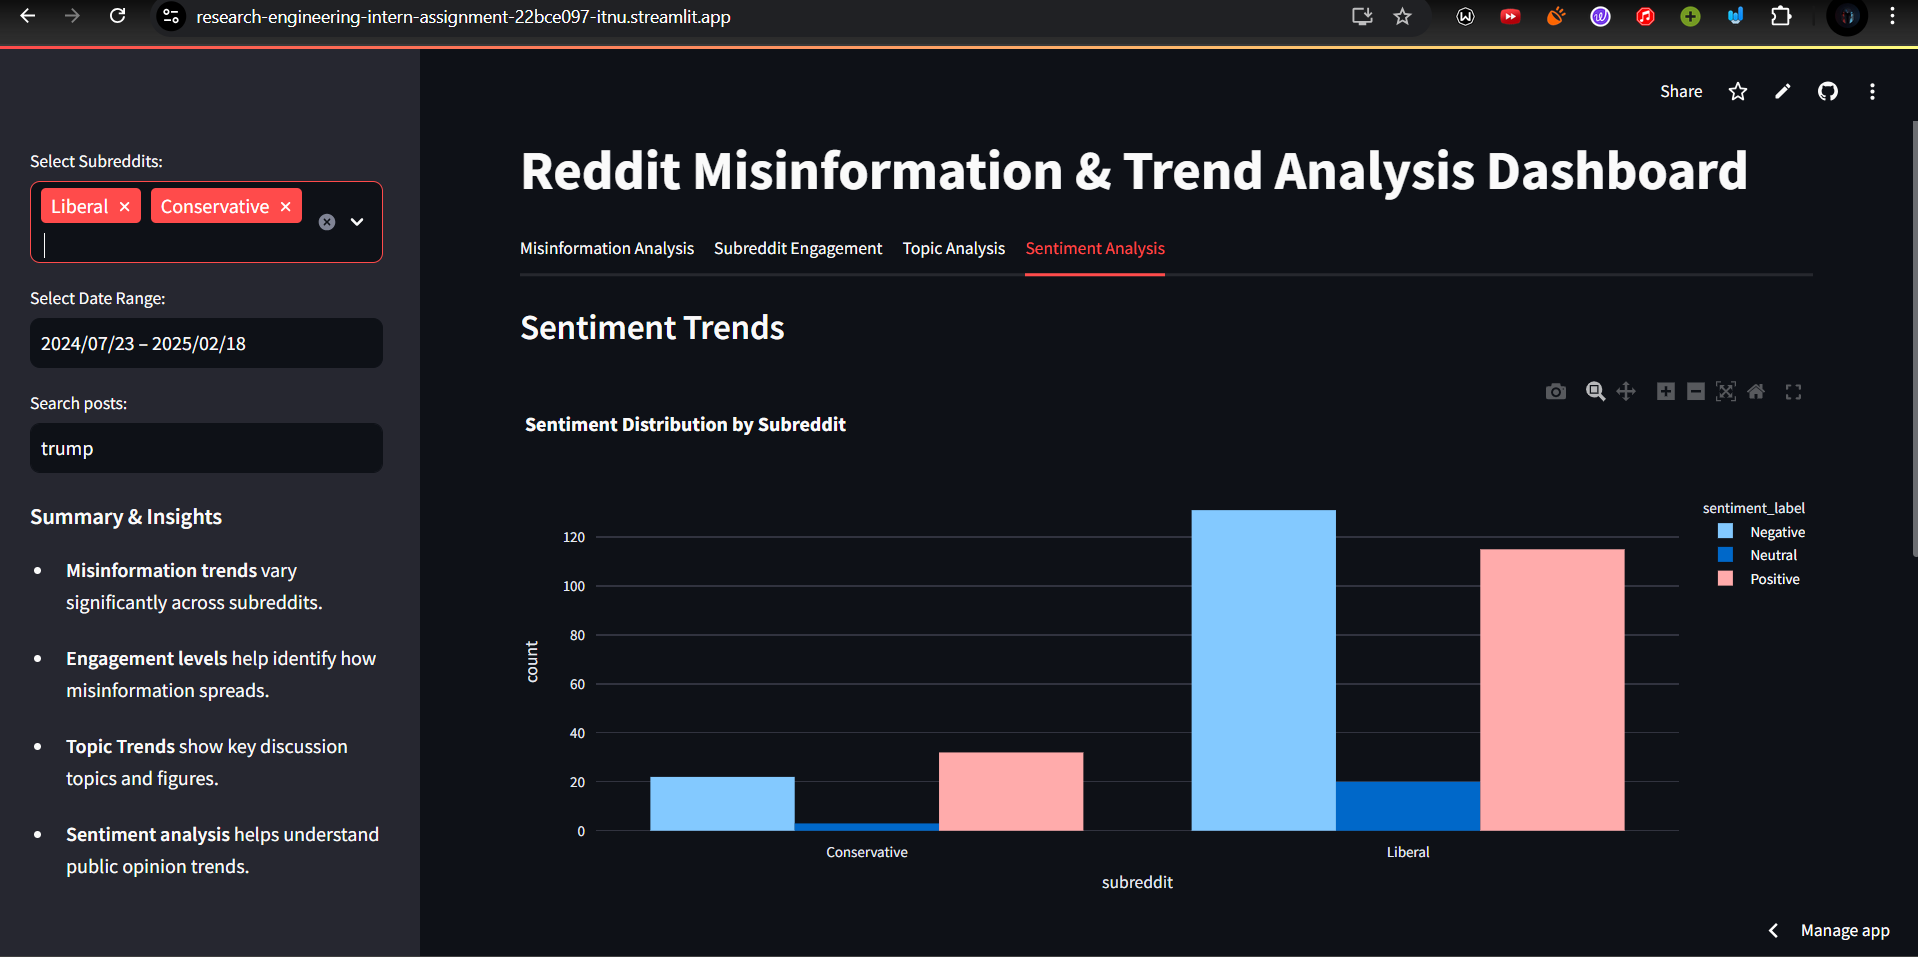 research-engineering-intern-assignment-22bce097-itnu.streamlit.app
Share
Select Subreddits:
Liberal Conservative
Select Date Range:
2024/07/23 – 2025/02/18
Search posts:
trump
Summary & Insights
Misinformation trends vary
significantly across subreddits.
Engagement levels help identify how
misinformation spreads.
Topic Trends show key discussion
topics and figures.
Sentiment analysis helps understand
public opinion trends.
Reddit Misinformation & Trend Analysis Dashboard
Misinformation Analysis Subreddit Engagement Topic Analysis Sentiment Analysis
Sentiment Trends
Sentiment Distribution by Subreddit
sentiment_label
Negative
Neutral
Positive
120
100
80
60
40
20
0
count
Conservative Liberal
subreddit
Manage app